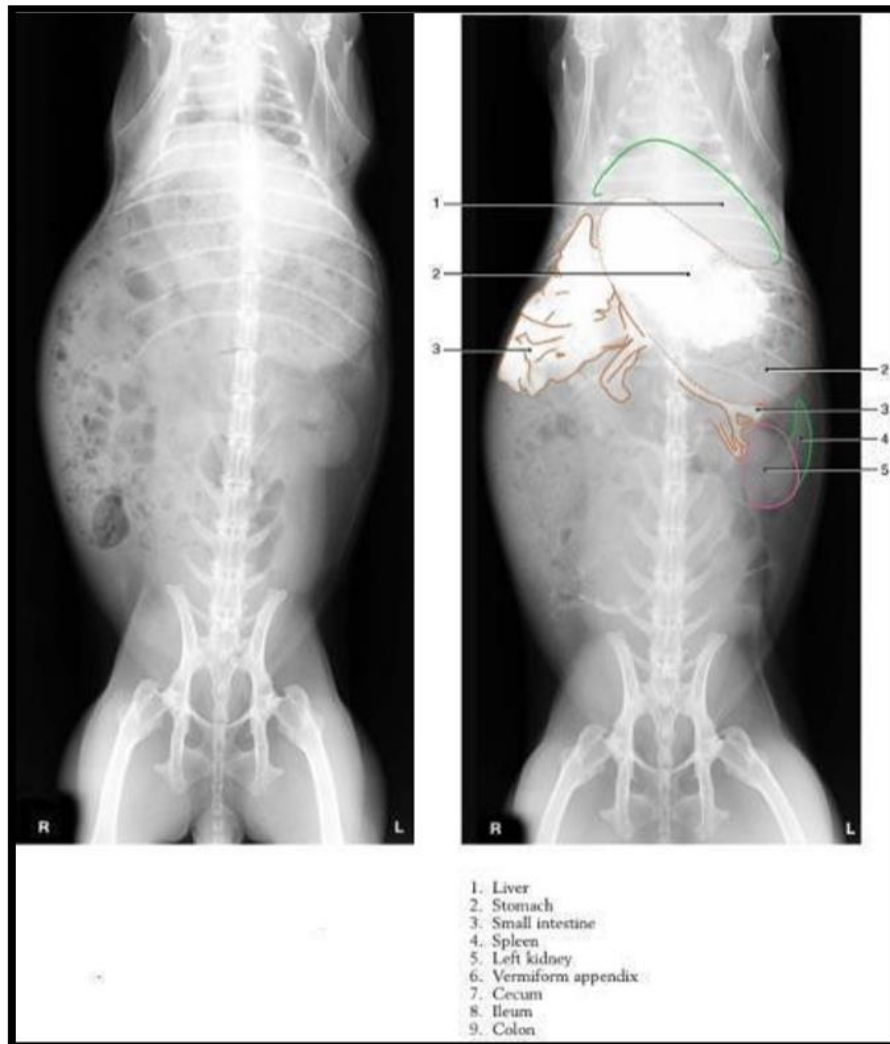 1
2
3
2
3
4
5
R
L
R
L
1. Liver
2. Stomach
3. Small intestine
4. Spleen
5. Left kidney
6. Vermiform appendix
7. Cecum
8. Ileum
9. Colon